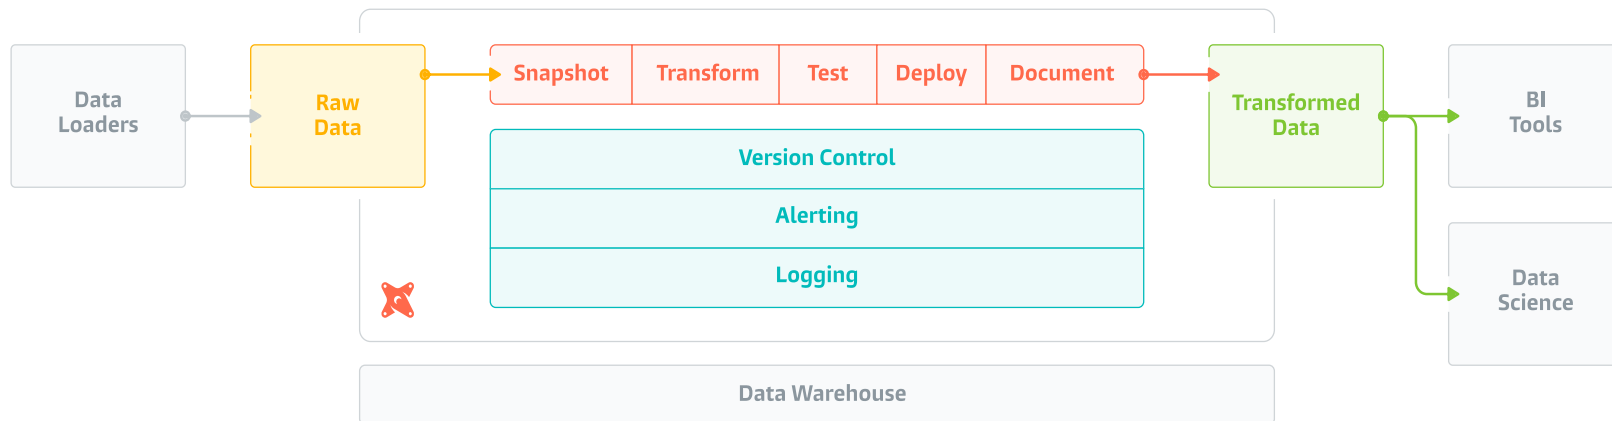 Data
Loaders
Raw
Data
Snapshot
Transform
Test
Deploy
Document
Version Control
Alerting
Logging
Transformed
Data
BI
Tools
Data
Science
Data Warehouse